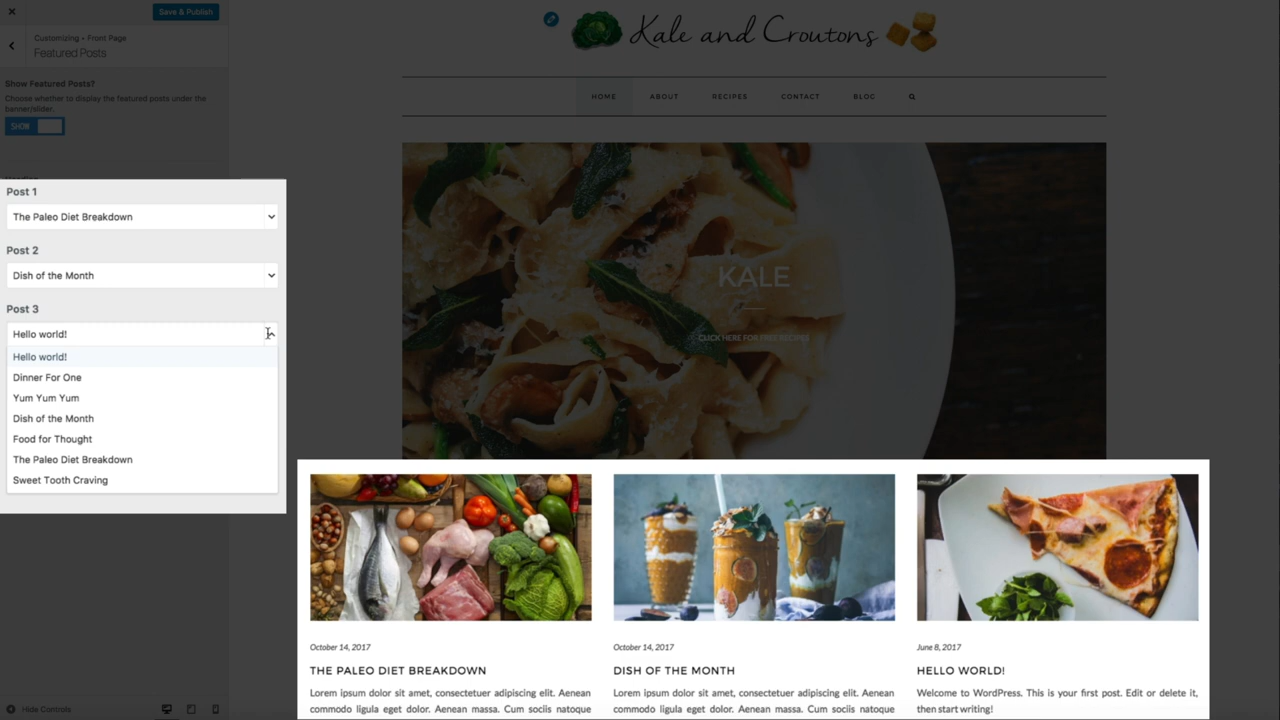 Save & Publish
Customizing ▸ Front Page
Featured Posts
Show Featured Posts?
Choose whether to display the featured posts under the
banner/slider.
SHOW
Post 1
The Paleo Diet Breakdown
Post 2
Dish of the Month
Post 3
Hello world!
Hello world!
Dinner For One
Yum Yum Yum
Dish of the Month
Food for Thought
The Paleo Diet Breakdown
Sweet Tooth Craving
Hide Controls
Kale and Croutons
HOME ABOUT RECIPES CONTACT BLOG
KALE
CLICK HERE FOR FREE RECIPES
October 14, 2017
THE PALEO DIET BREAKDOWN
Lorem ipsum dolor sit amet, consectetuer adipiscing elit. Aenean
commodo ligula eget dolor. Aenean massa. Cum sociis natoque
October 14, 2017
DISH OF THE MONTH
Lorem ipsum dolor sit amet, consectetuer adipiscing elit. Aenean
commodo ligula eget dolor. Aenean massa. Cum sociis natoque
June 8, 2017
HELLO WORLD!
Welcome to WordPress. This is your first post. Edit or delete it,
then start writing!